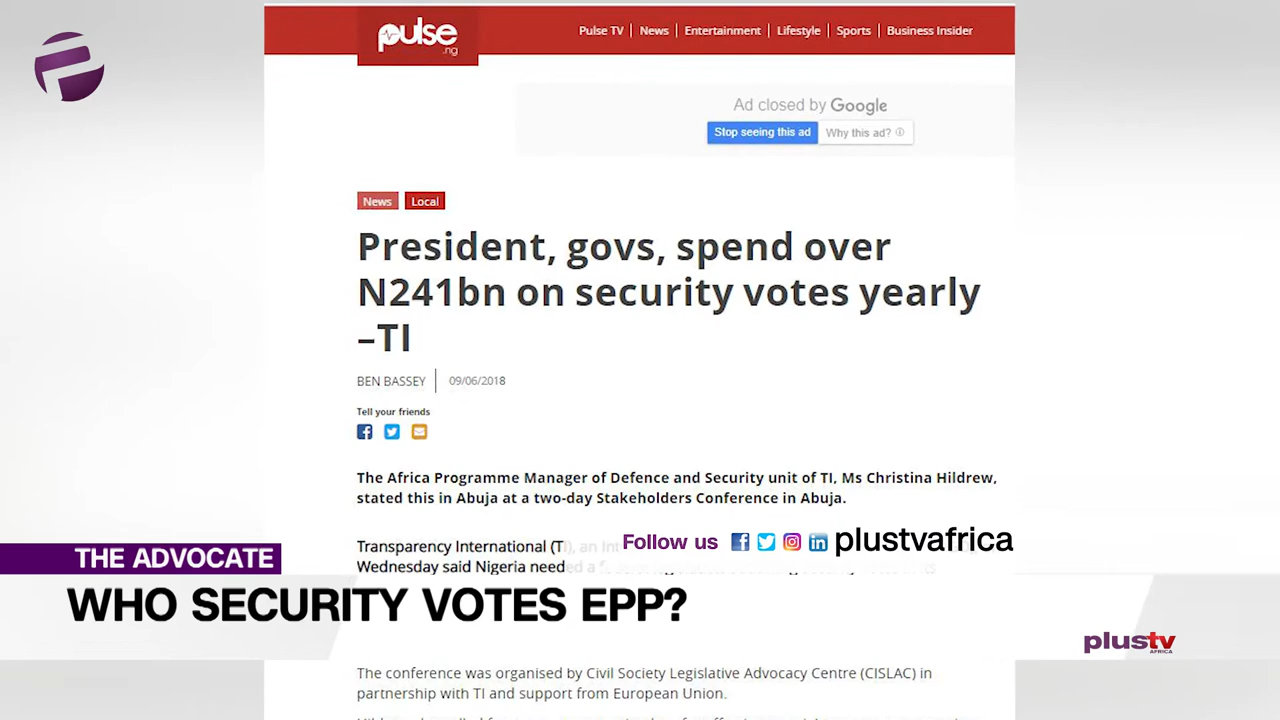 pulse
.ng
Pulse TV | News | Entertainment | Lifestyle | Sports | Business Insider
Ad closed by Google
Stop seeing this ad
Why this ad?
News
Local
President, govs, spend over
N241bn on security votes yearly
–TI
BEN BASSEY | 09/06/2018
Tell your friends
The Africa Programme Manager of Defence and Security unit of TI, Ms Christina Hildrew,
stated this in Abuja at a two-day Stakeholders Conference in Abuja.
Transparency International (TI), an
Wednesday said Nigeria need
Follow us plustvafrica
THE ADVOCATE
WHO SECURITY VOTES EPP?
plustv
AFRICA
The conference was organised by Civil Society Legislative Advocacy Centre (CISLAC) in
partnership with TI and support from European Union.